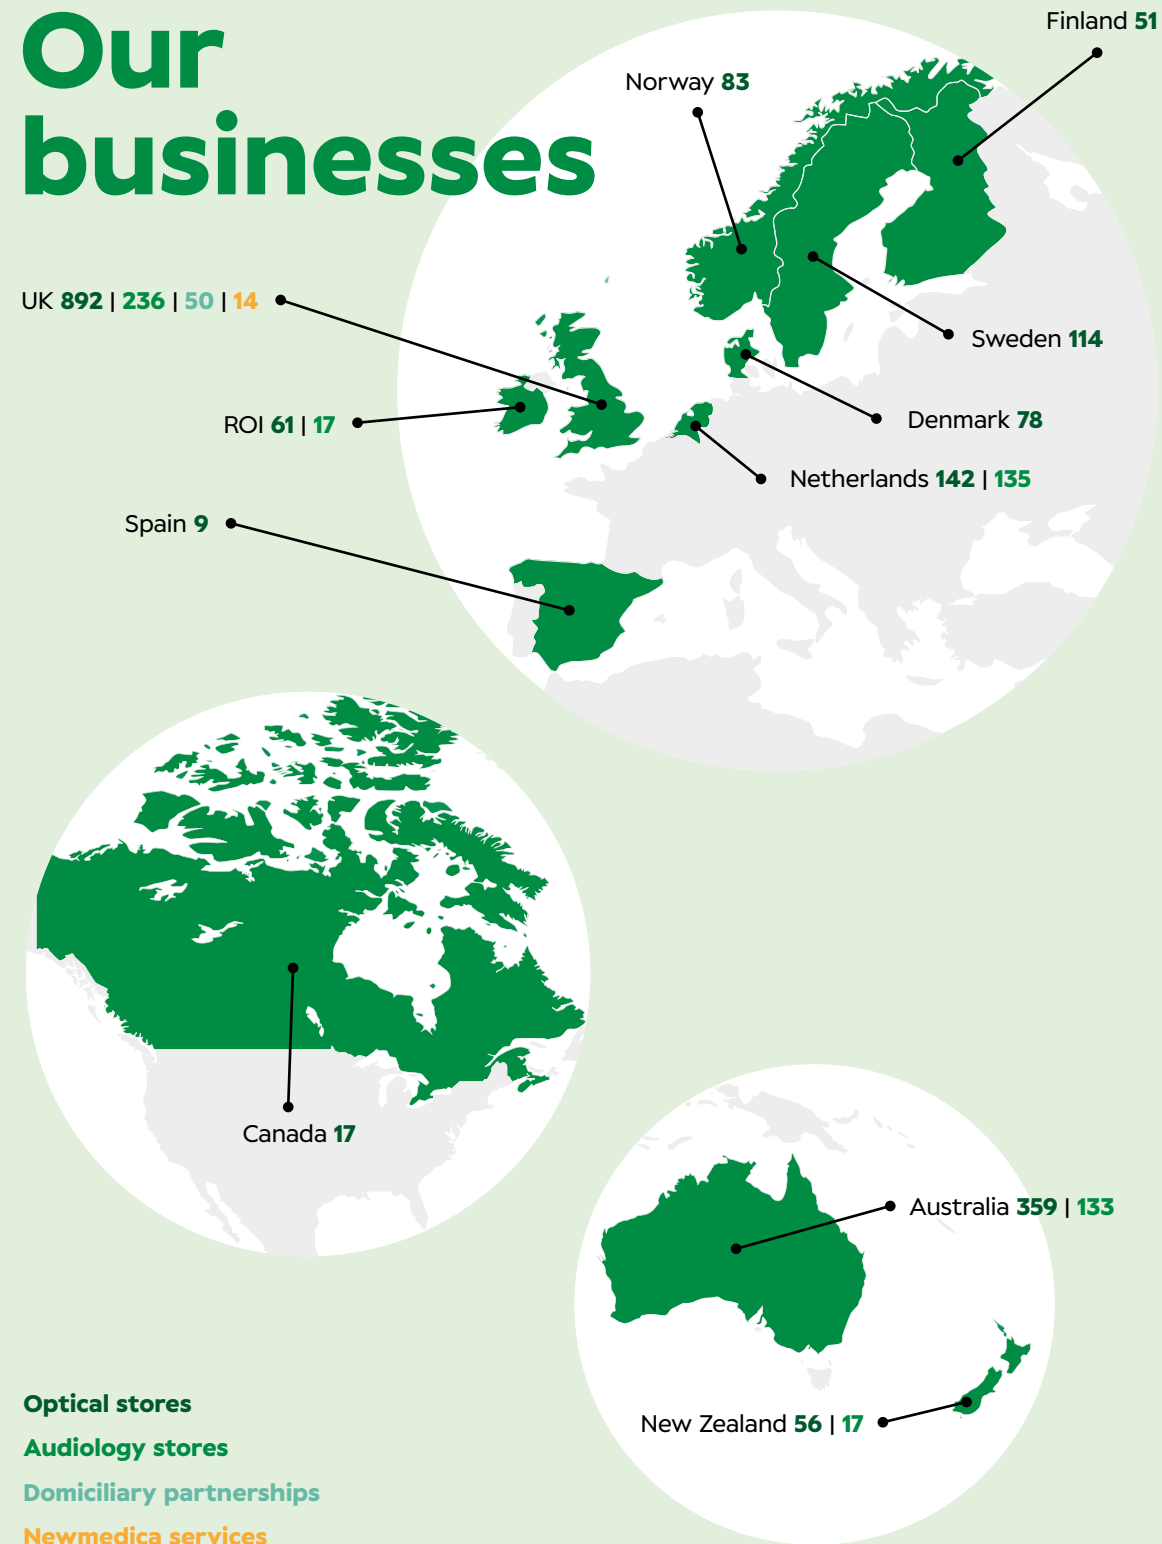 Our
businesses
Finland 51
Norway 83
UK 892 | 236 | 50 | 14
Sweden 114
ROI 61 | 17
Denmark 78
Netherlands 142 | 135
Spain 9
Canada 17
Australia 359 | 133
New Zealand 56 | 17
Optical stores
Audiology stores
Domiciliary partnerships
Newmedica services